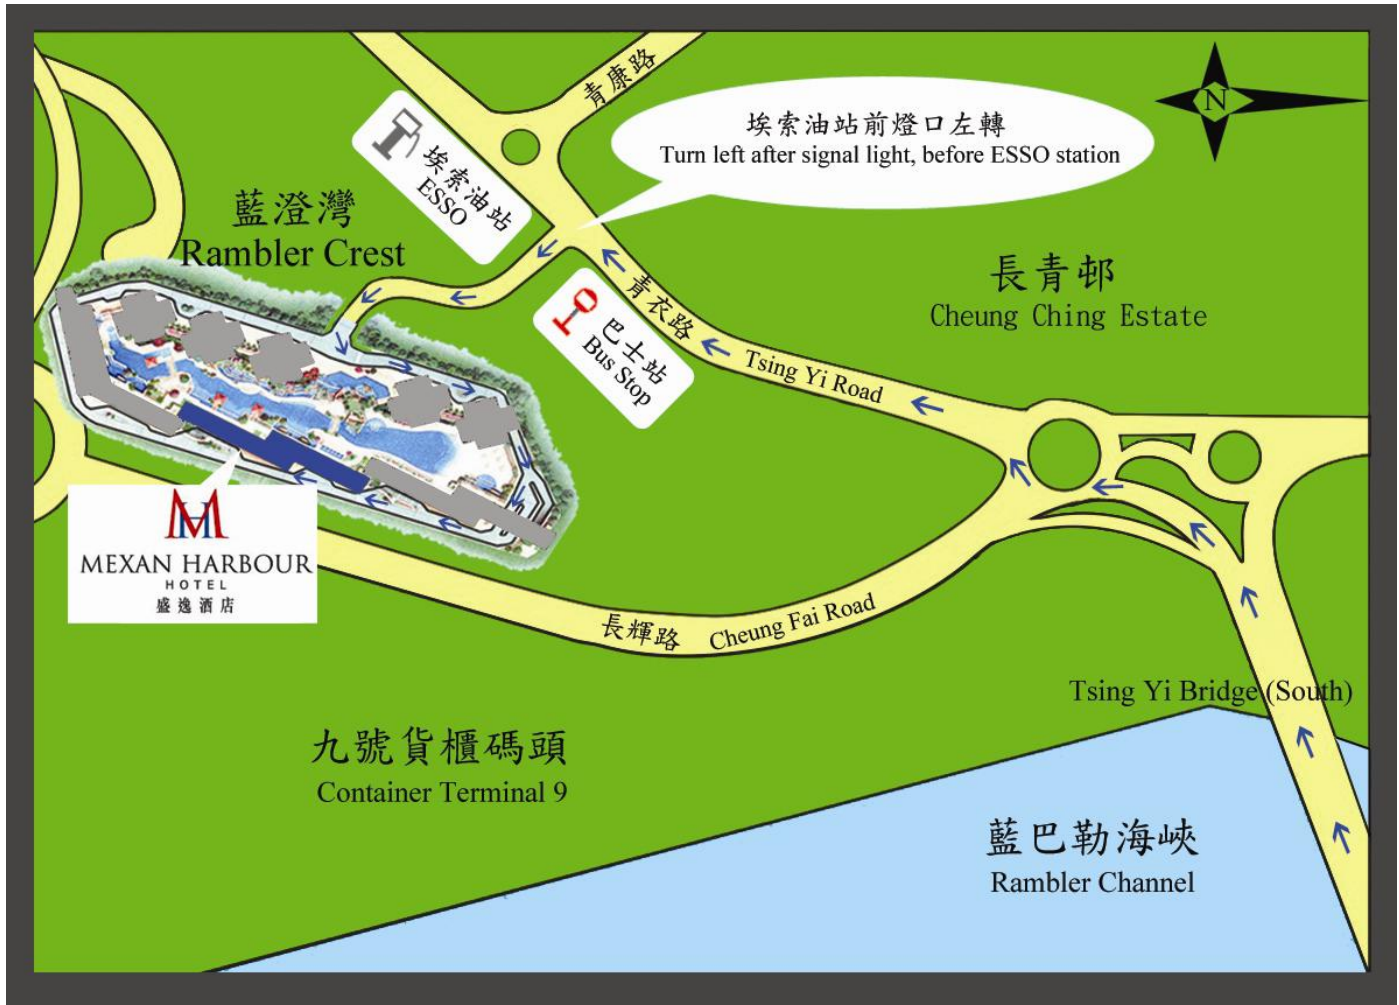 青康路
N
埃索油站前燈口左轉
Turn left after signal light, before ESSO station
埃索油站
ESSO
藍澄灣
Rambler Crest
長青邨
Cheung Ching Estate
青衣路
Tsing Yi Road
巴士站
Bus Stop
MH
MEXAN HARBOUR
HOTEL
盛逸酒店
長輝路 Cheung Fai Road
Tsing Yi Bridge (South)
九號貨櫃碼頭
Container Terminal 9
藍巴勒海峽
Rambler Channel